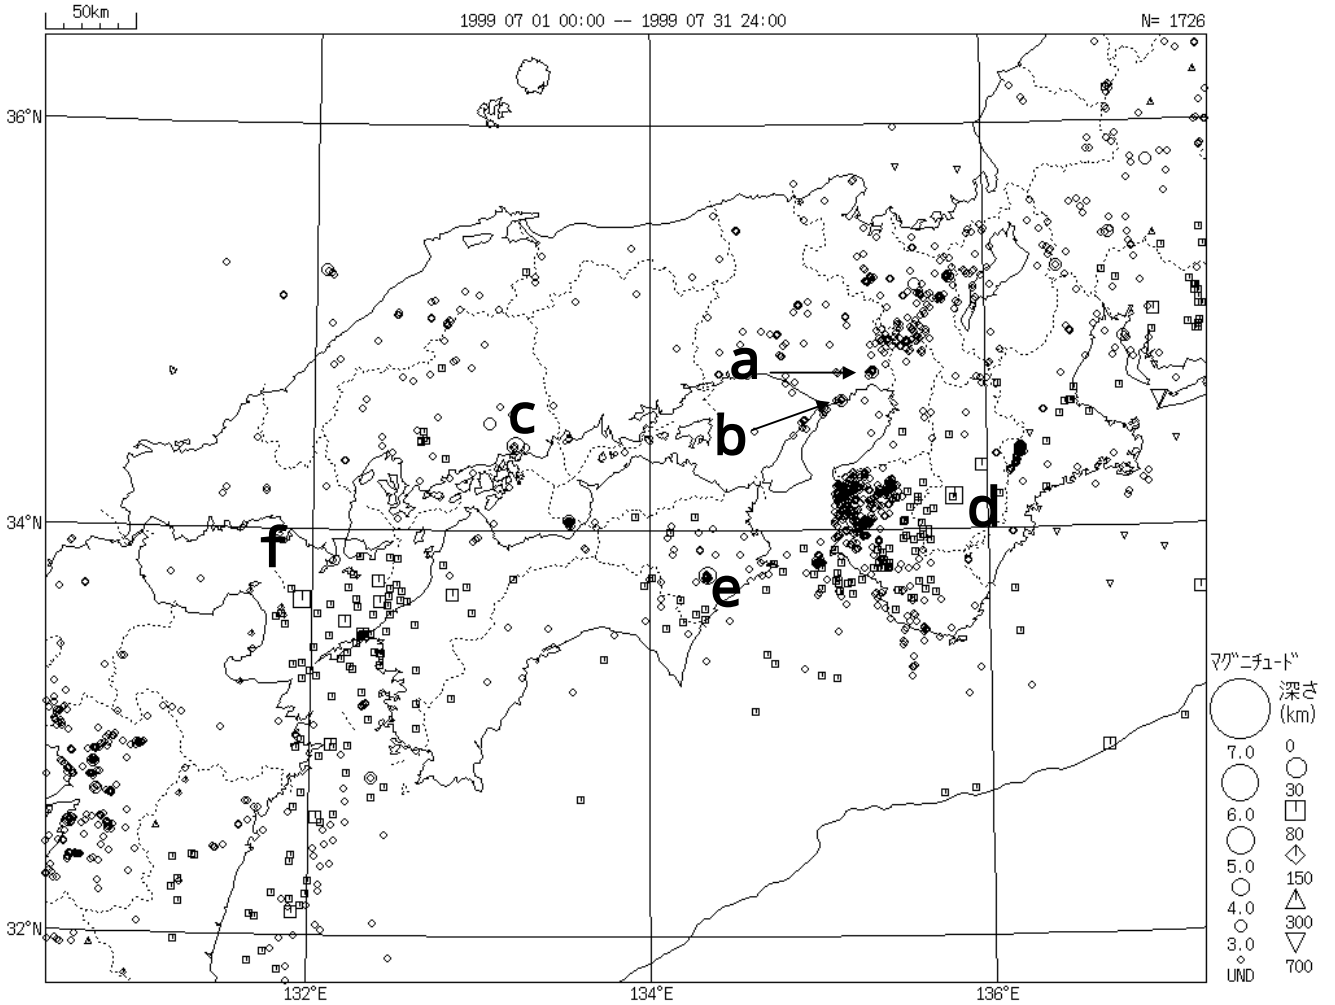 50km
1999 07 01 00:00 -- 1999 07 31 24:00
N= 1726
36°N
34°N
32°N
132°E
134°E
136°E
a
b
c
d
e
f
ﾏｸﾞﾆﾁｭｰﾄﾞ
7.0
6.0
5.0
4.0
3.0
UND
深さ
(km)
0
30
80
150
300
700